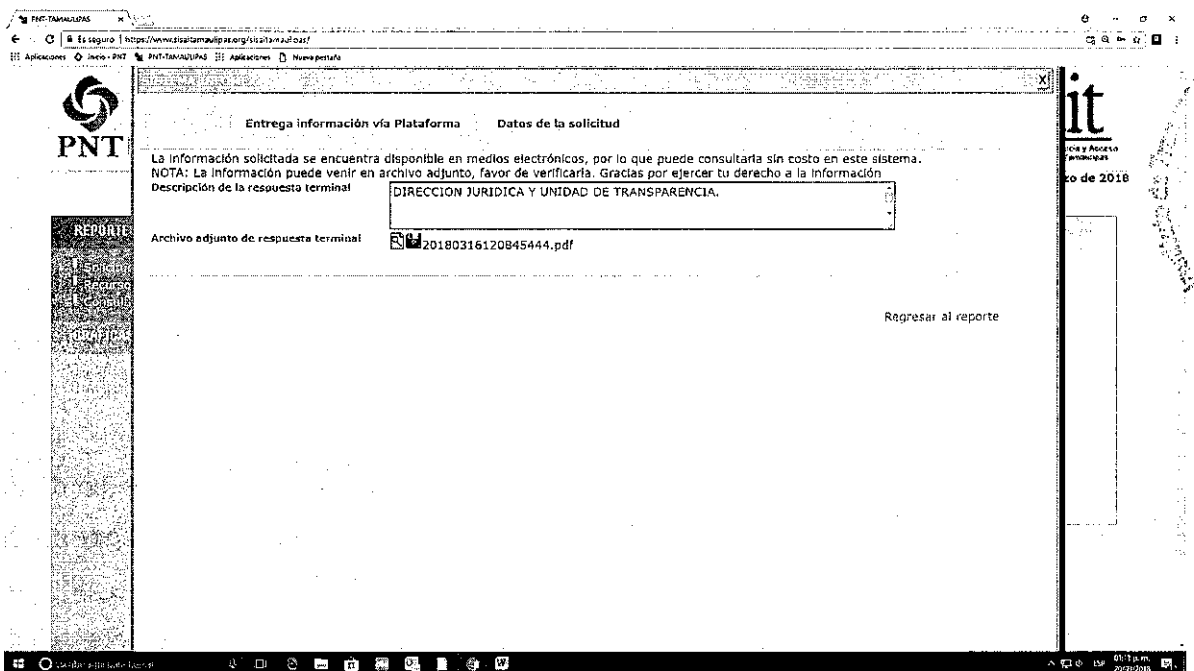 PNT-TAMAULIPAS
Es seguro | https://www.sisaitamaulipas.org/sisaitamaulipas/
Aplicaciones Inicio - PNT PNT-TAMAULIPAS Aplicaciones Nueva pestaña
PNT
it
zo de 2018
Entrega información vía Plataforma Datos de la solicitud
La información solicitada se encuentra disponible en medios electrónicos, por lo que puede consultarla sin costo en este sistema.
NOTA: La información puede venir en archivo adjunto, favor de verificarla. Gracias por ejercer tu derecho a la información
Descripción de la respuesta terminal
DIRECCION JURIDICA Y UNIDAD DE TRANSPARENCIA.
Archivo adjunto de respuesta terminal
20180316120845444.pdf
REPORTE
Recurso
Regresar al reporte
ESP